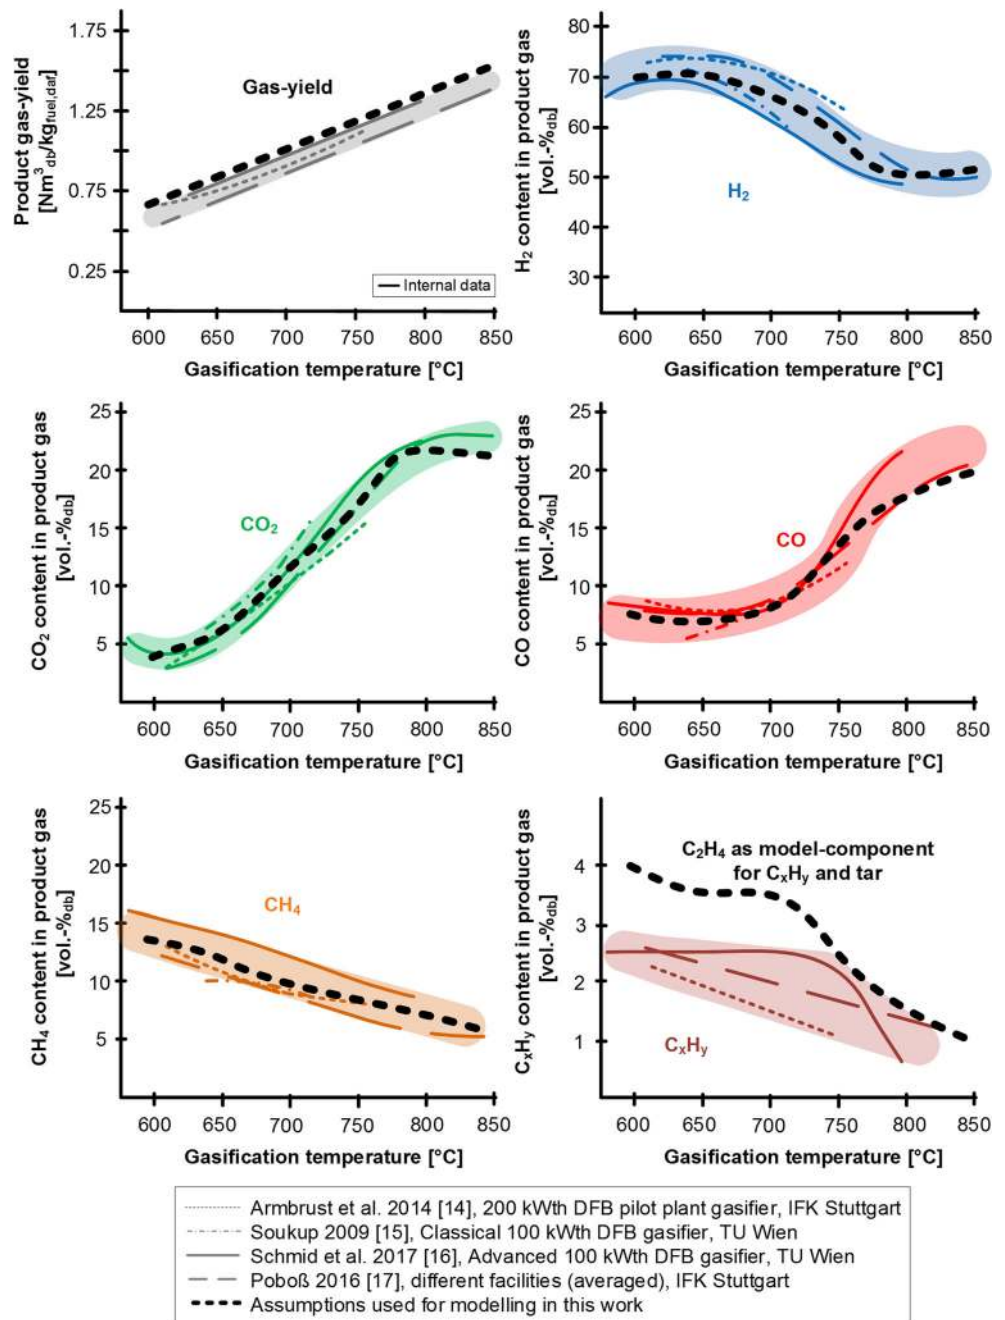 Product gas-yield
[Nm³db/kgfuel,daf]
1.75
1.25
0.75
0.25
Gas-yield
Internal data
600 650 700 750 800 850
Gasification temperature [°C]
H₂ content in product gas
[vol.-%db]
80
70
60
50
40
30
H₂
600 650 700 750 800 850
Gasification temperature [°C]
CO₂ content in product gas
[vol.-%db]
25
20
15
10
5
CO₂
600 650 700 750 800 850
Gasification temperature [°C]
CO content in product gas
[vol.-%db]
25
20
15
10
5
CO
600 650 700 750 800 850
Gasification temperature [°C]
CH₄ content in product gas
[vol.-%db]
25
20
15
10
5
CH₄
600 650 700 750 800 850
Gasification temperature [°C]
CxHy content in product gas
[vol.-%db]
4
3
2
1
C₂H₄ as model-component
for CxHy and tar
CxHy
600 650 700 750 800 850
Gasification temperature [°C]
Armbrust et al. 2014 [14], 200 kWth DFB pilot plant gasifier, IFK Stuttgart
Soukup 2009 [15], Classical 100 kWth DFB gasifier, TU Wien
Schmid et al. 2017 [16], Advanced 100 kWth DFB gasifier, TU Wien
Poboß 2016 [17], different facilities (averaged), IFK Stuttgart
Assumptions used for modelling in this work